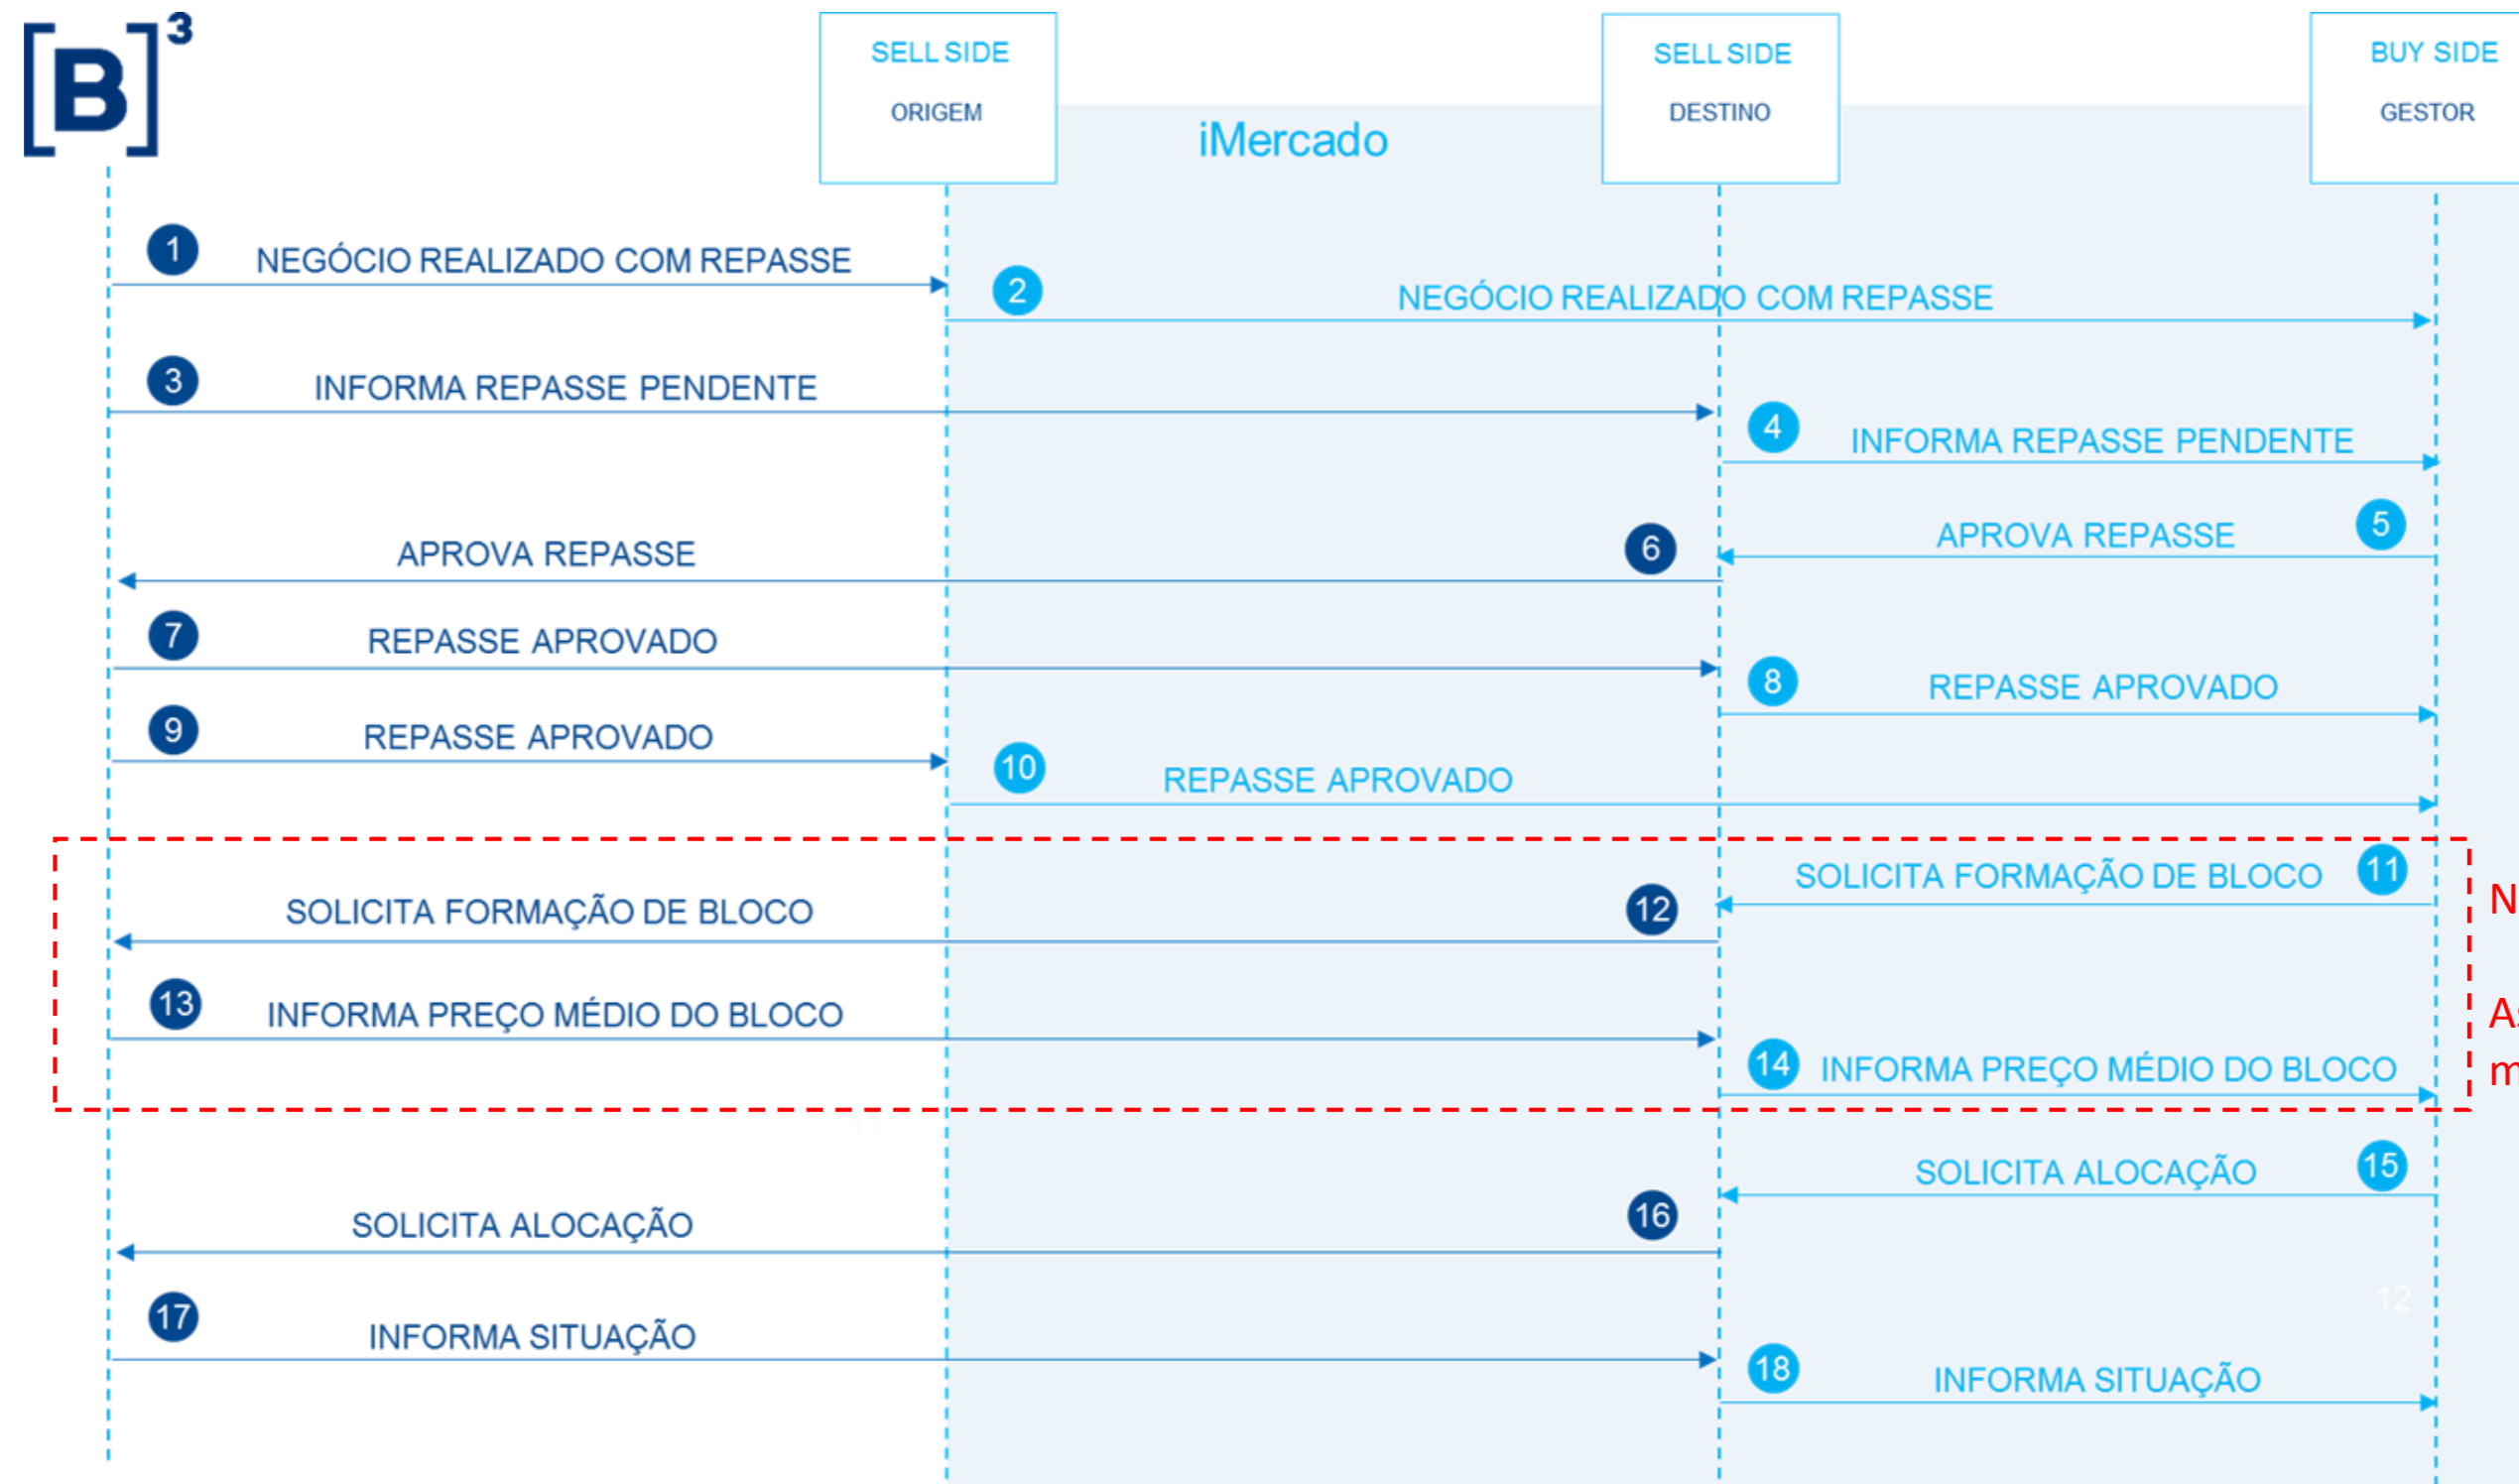 [B]³
SELL SIDE
ORIGEM
SELL SIDE
DESTINO
BUY SIDE
GESTOR
iMercado
1
NEGÓCIO REALIZADO COM REPASSE
2
NEGÓCIO REALIZADO COM REPASSE
3
INFORMA REPASSE PENDENTE
4
INFORMA REPASSE PENDENTE
APROVA REPASSE
5
APROVA REPASSE
6
7
REPASSE APROVADO
8
REPASSE APROVADO
9
REPASSE APROVADO
10
REPASSE APROVADO
SOLICITA FORMAÇÃO DE BLOCO
11
SOLICITA FORMAÇÃO DE BLOCO
12
13
INFORMA PREÇO MÉDIO DO BLOCO
14
INFORMA PREÇO MÉDIO DO BLOCO
11
SOLICITA ALOCAÇÃO
15
SOLICITA ALOCAÇÃO
16
12
17
INFORMA SITUAÇÃO
18
INFORMA SITUAÇÃO